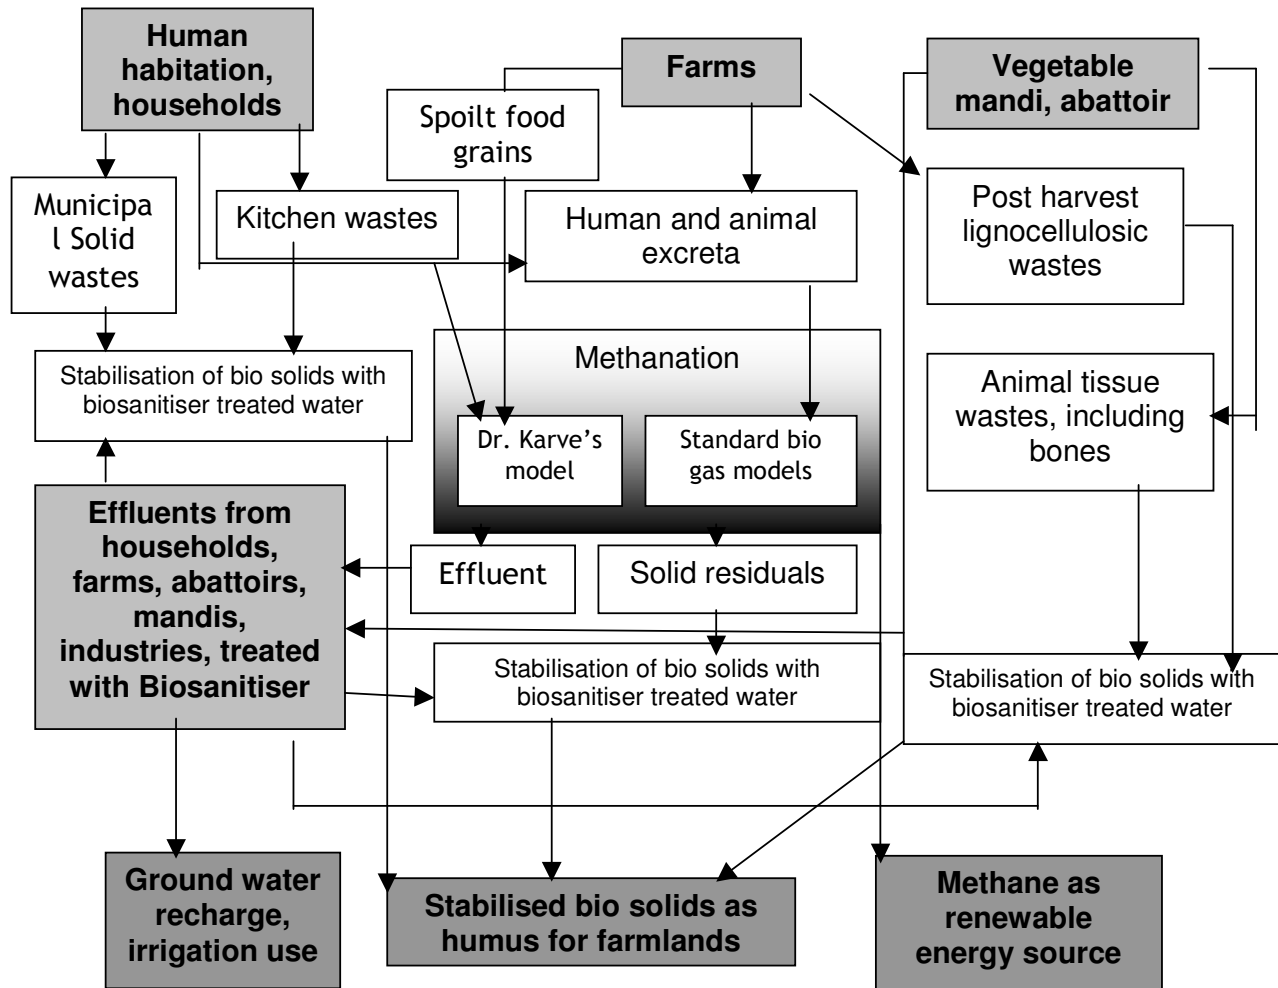 Human
habitation,
households
Farms
Vegetable
mandi, abattoir
Spoilt food
grains
Municipa
l Solid
wastes
Kitchen wastes
Human and animal
excreta
Post harvest
lignocellulosic
wastes
Methanation
Stabilisation of bio solids with
biosanitiser treated water
Dr. Karve's
model
Standard bio
gas models
Animal tissue
wastes, including
bones
Effluents from
households,
farms, abattoirs,
mandis,
industries, treated
with Biosanitiser
Effluent
Solid residuals
Stabilisation of bio solids with
biosanitiser treated water
Stabilisation of bio solids with
biosanitiser treated water
Ground water
recharge,
irrigation use
Stabilised bio solids as
humus for farmlands
Methane as
renewable
energy source